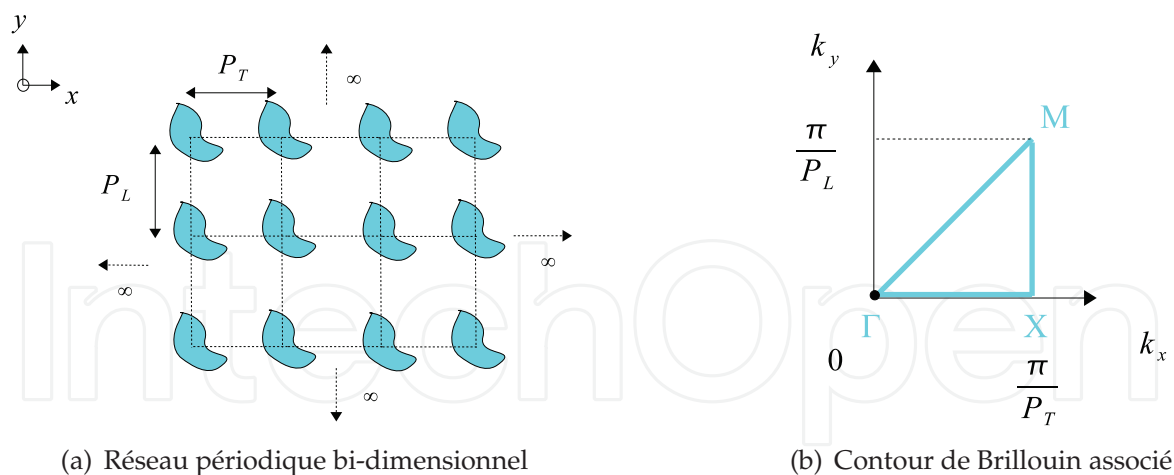 y
x
P_T
∞
P_L
∞
∞
∞
(a) Réseau périodique bi-dimensionnel
k_y
M
π
P_L
Γ
X
0
k_x
π
P_T
(b) Contour de Brillouin associé
IntechOpen